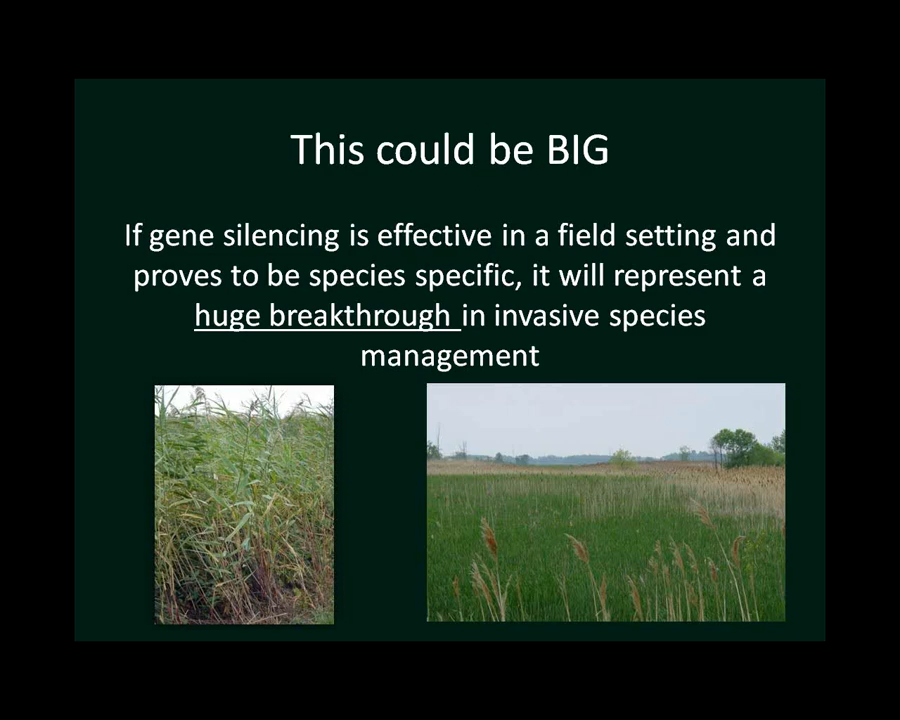 This could be BIG
If gene silencing is effective in a field setting and
proves to be species specific, it will represent a
huge breakthrough in invasive species
management